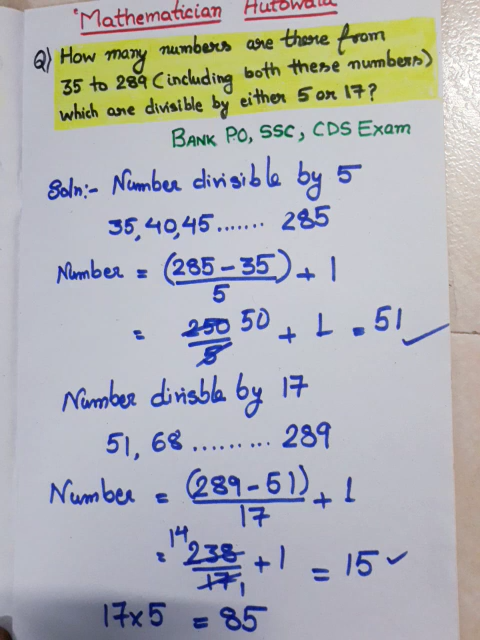 "Mathematician Autowala
Q) How many numbers are there from
35 to 289 (including both these numbers)
which are divisible by either 5 or 17?
BANK PO, SSC, CDS Exam
Soln:- Number divisible by 5
35, 40, 45 ....... 285
Number = (285 - 35)/5 + 1
= 250/5 50 + 1 = 51 ✓
Number divisble by 17
51, 68 ......... 289
Number = (289 - 51)/17 + 1
= 14 238/17 1 + 1 = 15 ✓
17x5 = 85